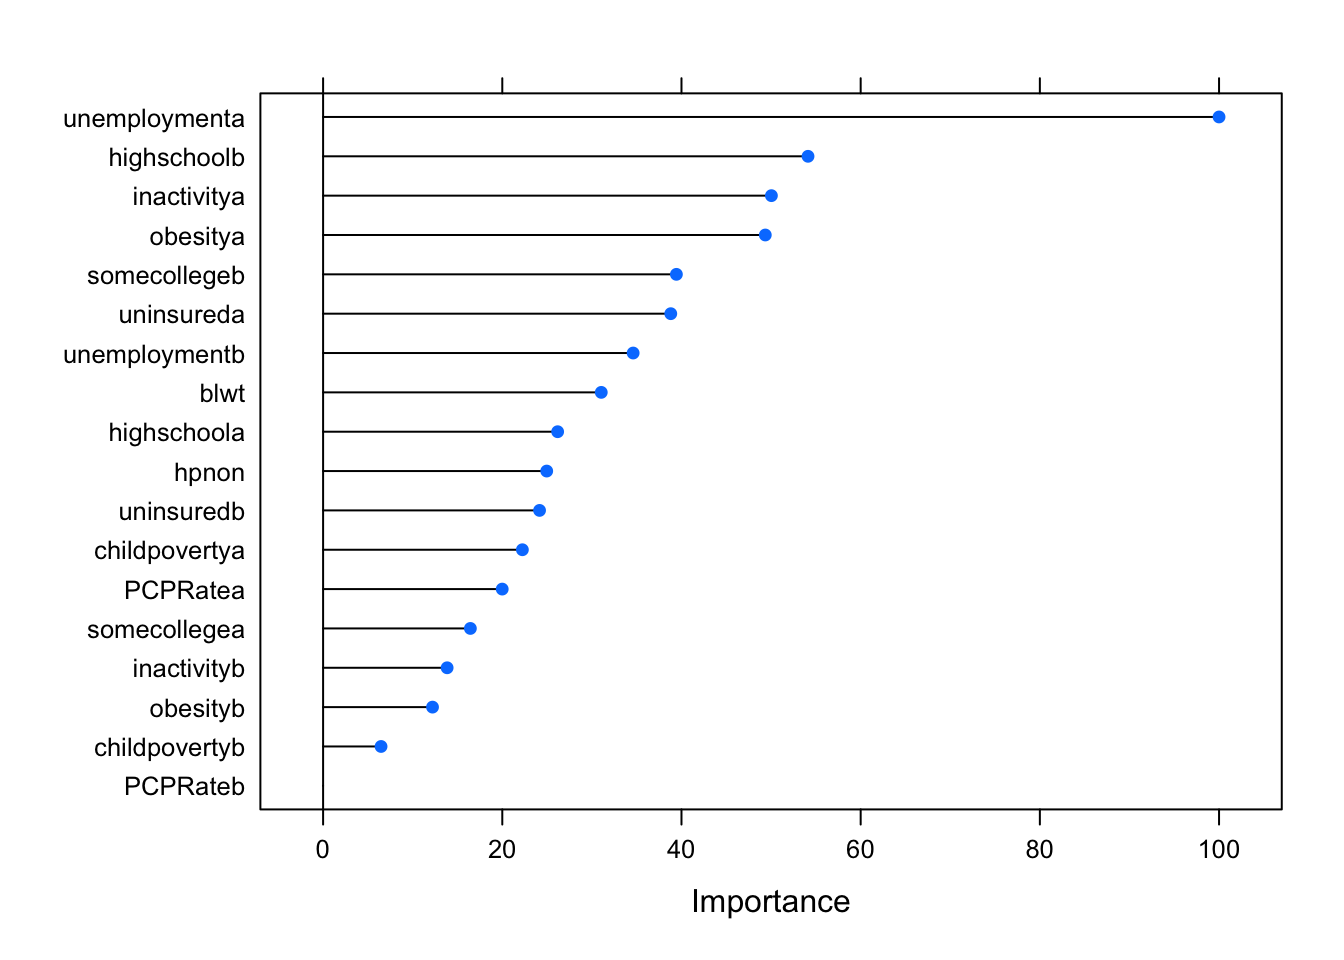 unemploymenta
highschoolb
inactivitya
obesitya
somecollegeb
uninsureda
unemploymentb
blwt
highschoola
hpnon
uninsuredb
childpovertya
PCPRatea
somecollegea
inactivityb
obesityb
childpovertyb
PCPRateb
0 20 40 60 80 100
Importance